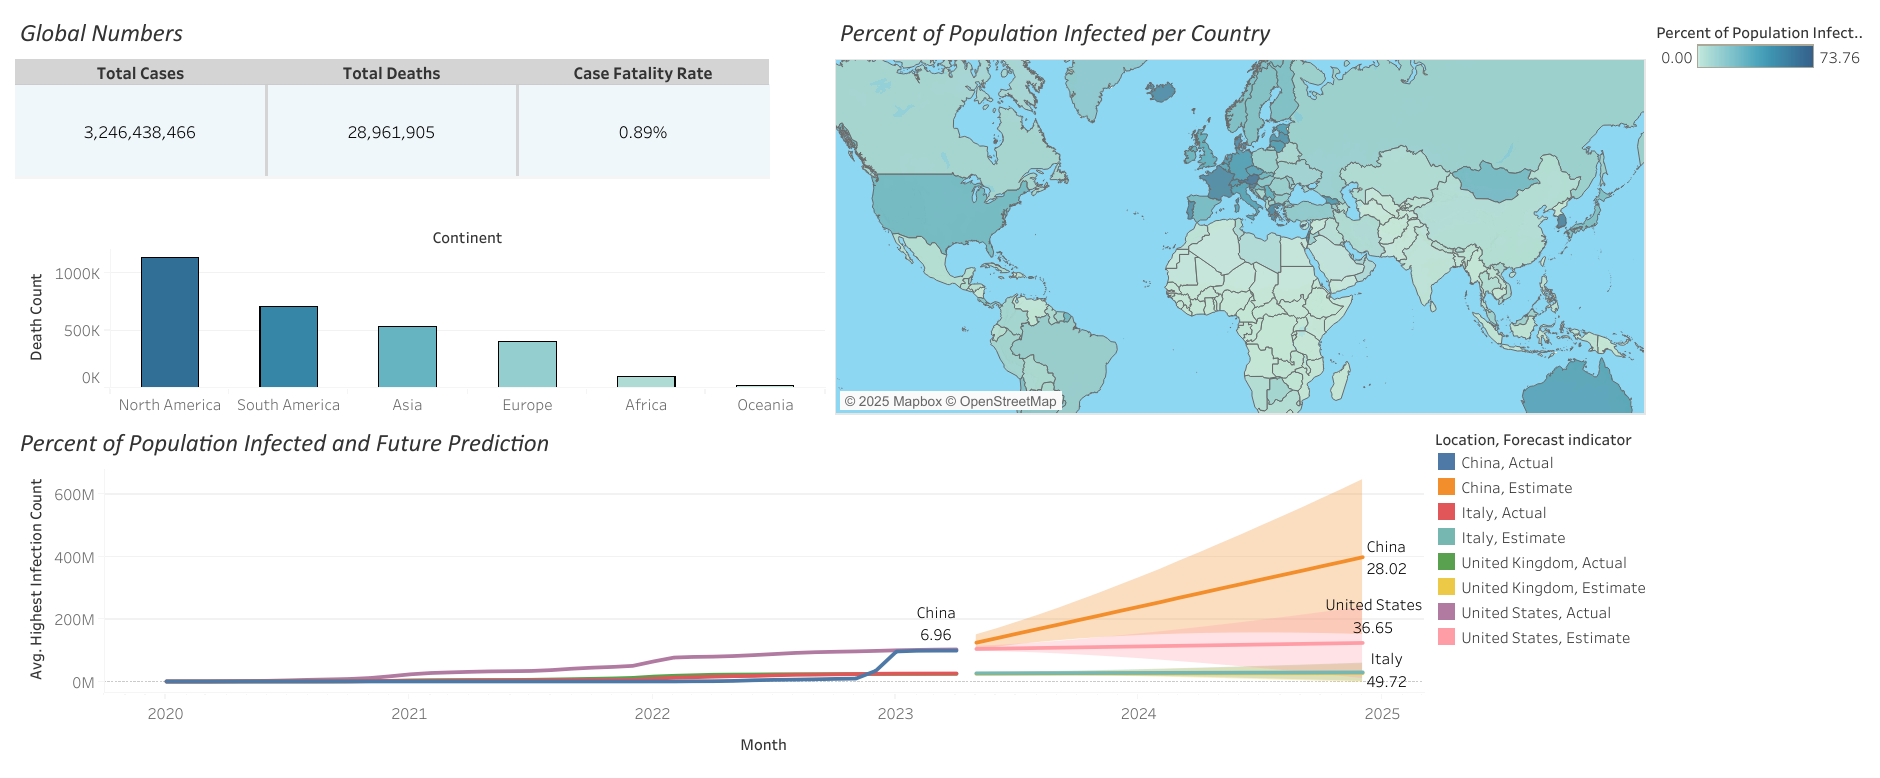 Global Numbers
Total Cases Total Deaths Case Fatality Rate
3,246,438,466 28,961,905 0.89%
Percent of Population Infected per Country
Percent of Population Infect..
0.00 73.76
© 2025 Mapbox © OpenStreetMap
Continent
Death Count
1000K
500K
0K
North America South America Asia Europe Africa Oceania
Percent of Population Infected and Future Prediction
Avg. Highest Infection Count
600M
400M
200M
0M
China
6.96
China
28.02
United States
36.65
Italy
49.72
2020 2021 2022 2023 2024 2025
Month
Location, Forecast indicator
China, Actual
China, Estimate
Italy, Actual
Italy, Estimate
United Kingdom, Actual
United Kingdom, Estimate
United States, Actual
United States, Estimate